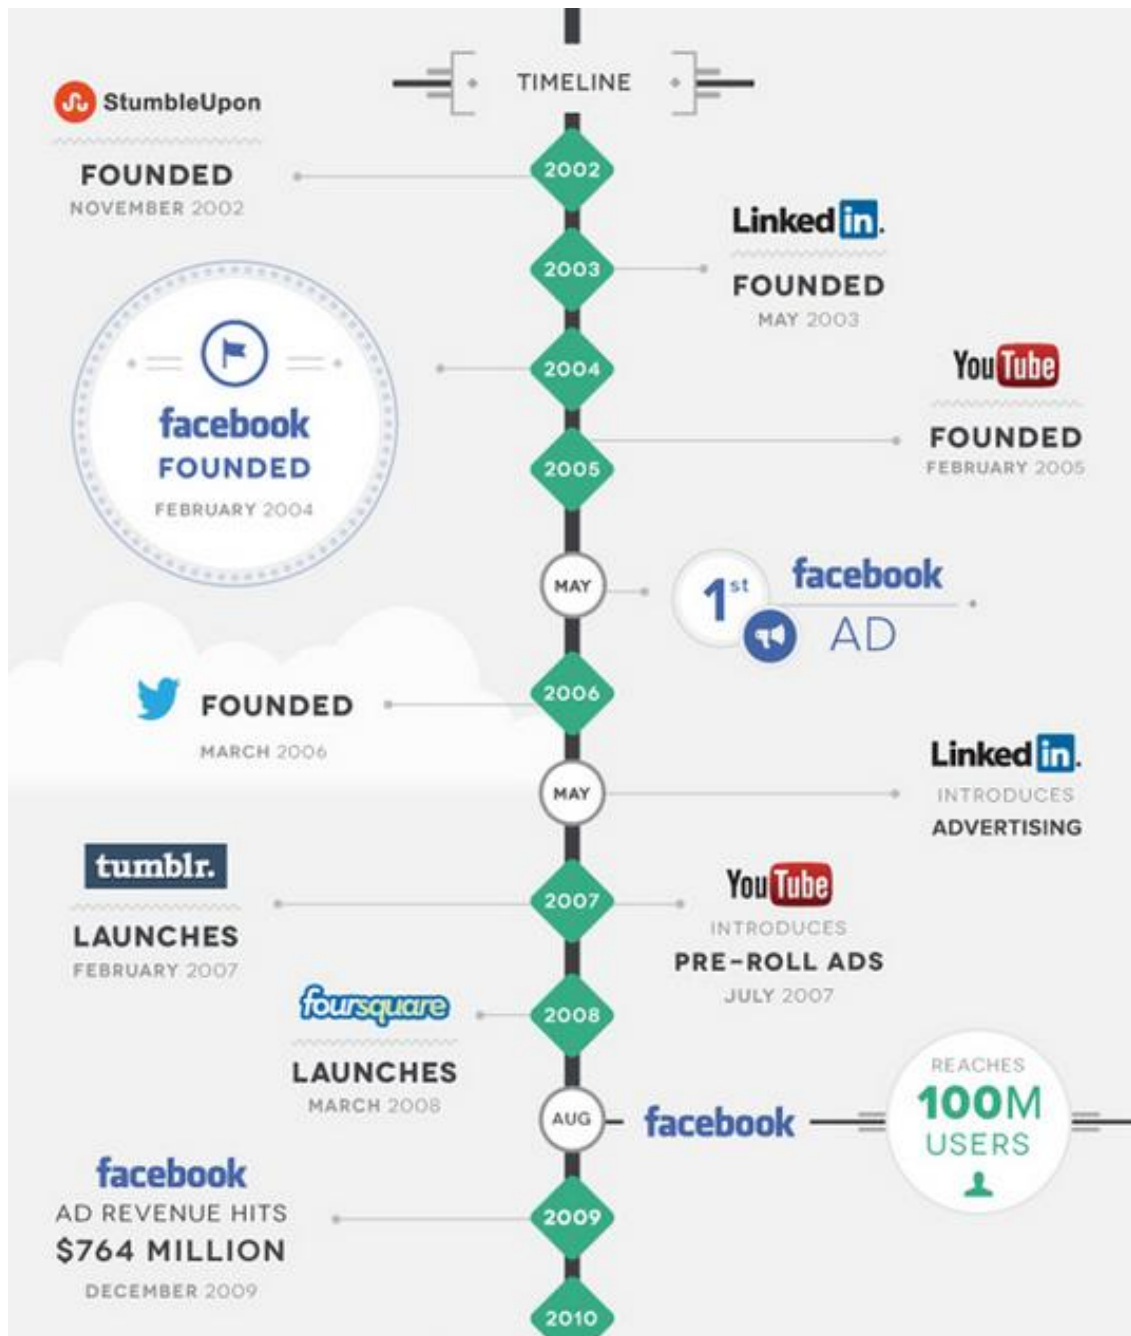 TIMELINE
StumbleUpon
FOUNDED
NOVEMBER 2002
2002
LinkedIn.
FOUNDED
MAY 2003
2003
facebook
FOUNDED
FEBRUARY 2004
2004
YouTube
FOUNDED
FEBRUARY 2005
2005
MAY
1st
facebook
AD
2006
FOUNDED
MARCH 2006
MAY
Linkedin.
INTRODUCES
ADVERTISING
tumblr.
LAUNCHES
FEBRUARY 2007
2007
YouTube
INTRODUCES
PRE-ROLL ADS
JULY 2007
foursquare
LAUNCHES
MARCH 2008
2008
AUG
facebook
REACHES
100M
USERS
facebook
AD REVENUE HITS
$764 MILLION
DECEMBER 2009
2009
2010